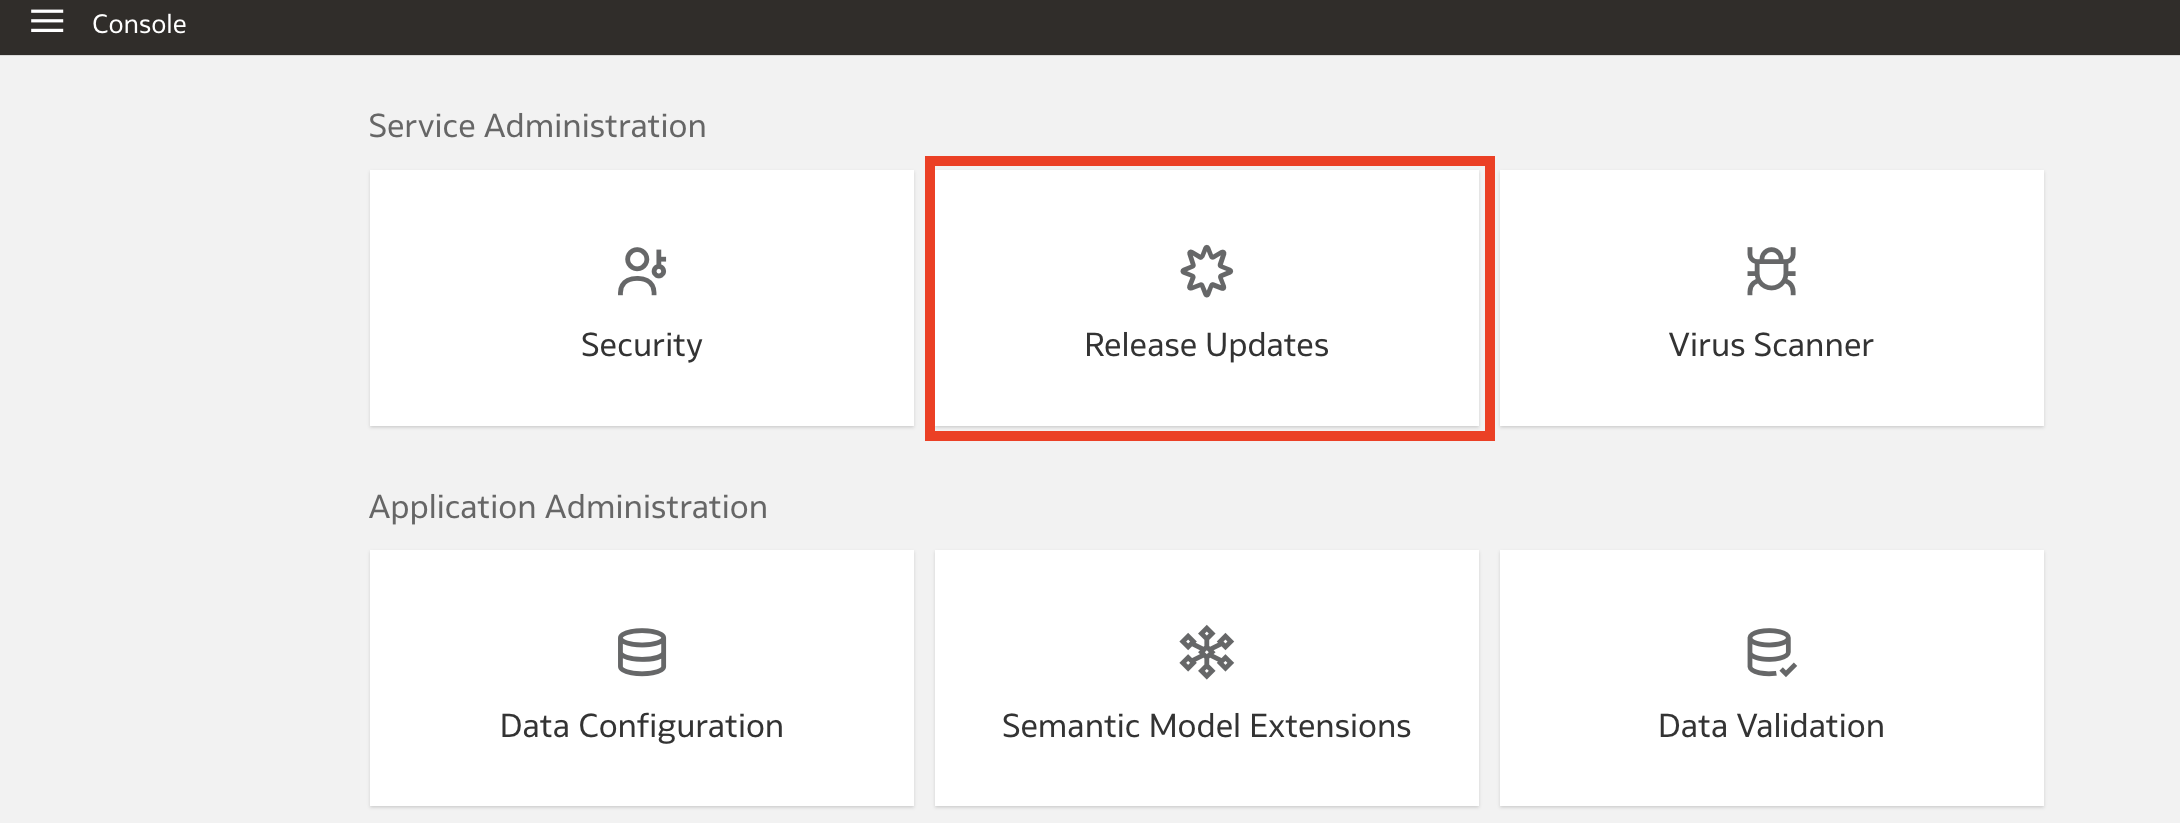 Console
Service Administration
Security
Release Updates
Virus Scanner
Application Administration
Data Configuration
Semantic Model Extensions
Data Validation